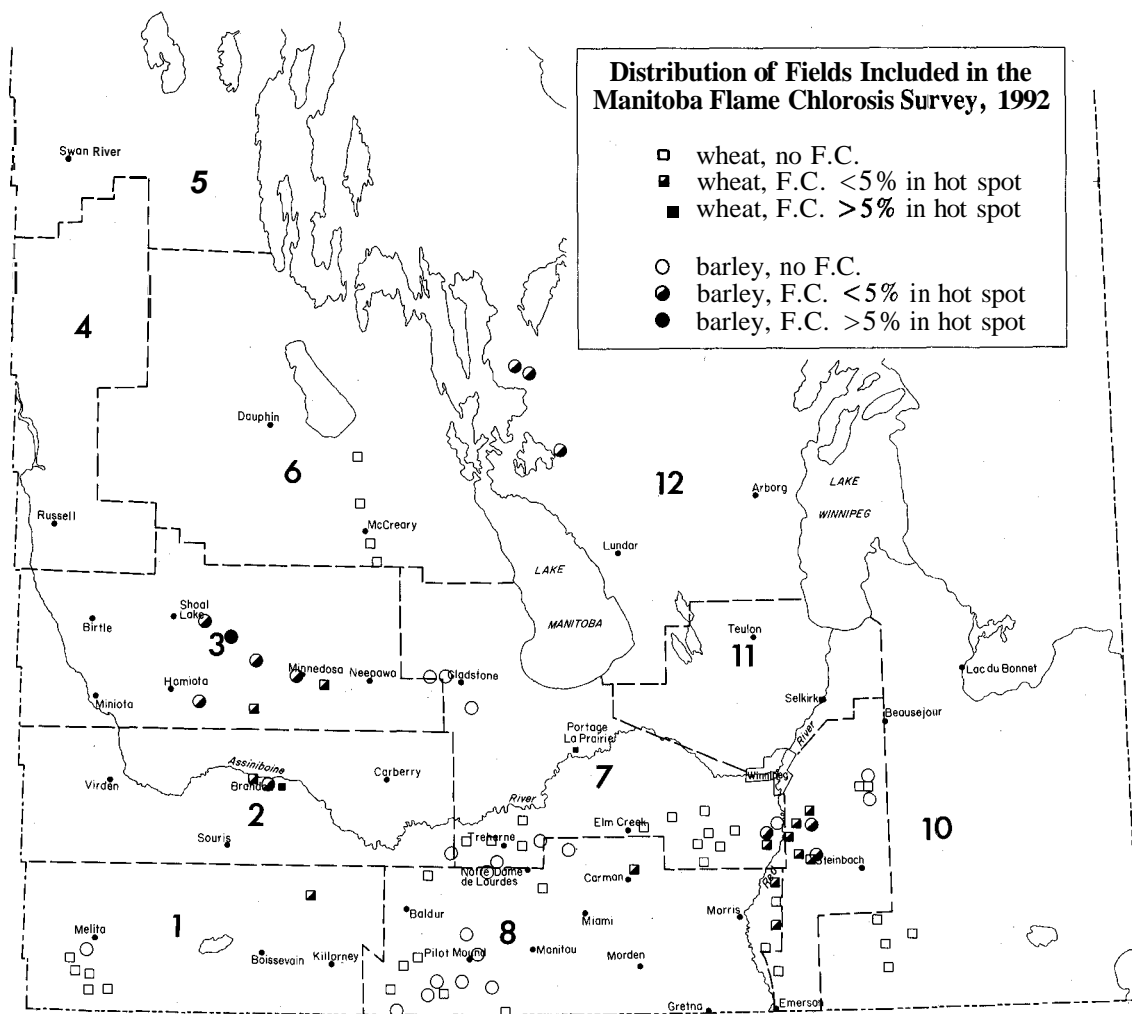 Distribution of Fields Included in the
Manitoba Flame Chlorosis Survey, 1992
wheat, no F.C.
wheat, F.C. <5% in hot spot
wheat, F.C. >5% in hot spot
barley, no F.C.
barley, F.C. <5% in hot spot
barley, F.C. >5% in hot spot
Swan River
5
4
Dauphin
6
12
Arborg
LAKE
WINNIPEG
Russell
McCreary
Lundar
LAKE
MANITOBA
Shoal
Lake
Birtle
3
Teulon
11
Lac du Bonnet
Hamiota
Minnedosa
Neepawa
Gladstone
Miniota
Selkirk
Beausejour
Portage
La Prairie
River
7
Winnipeg
Assiniboine
Virden
Brandon
Carberry
River
2
Elm Creek
Treherne
10
Souris
Steinbach
Notre Dame
de Lourdes
Carman
Red
1
Baldur
8
Miami
Morris
Melita
Boissevain
Killorney
Pilot Mound
Manitou
Morden
Gretna
Emerson